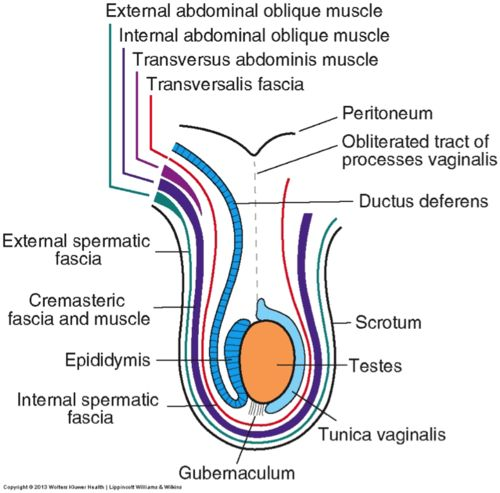 External abdominal oblique muscle
Internal abdominal oblique muscle
Transversus abdominis muscle
Transversalis fascia
Peritoneum
Obliterated tract of
processes vaginalis
Ductus deferens
External spermatic
fascia
Cremasteric
fascia and muscle
Scrotum
Epididymis
Testes
Internal spermatic
fascia
Tunica vaginalis
Gubernaculum
Copyright © 2013 Wolters Kluwer Health | Lippincott Williams & Wilkins